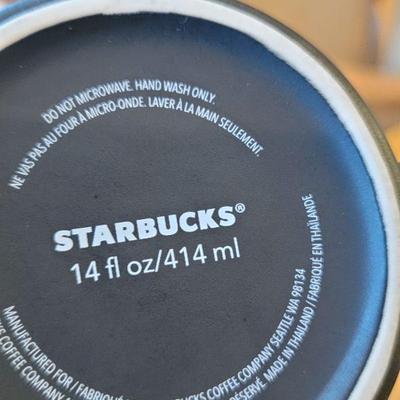 DO NOT MICROWAVE. HAND WASH ONLY.
NE VAS PAS AU FOUR À MICRO-ONDE. LAVER À LA MAIN SEULEMENT.
STARBUCKS®
14 fl oz/414 ml
MANUFACTURED FOR / FABRIQUÉ
COFFEE COMPANY
COFFEE COMPANY SEATTLE WA 98134
MADE IN THAILAND / FABRIQUÉ EN THAÏLANDE